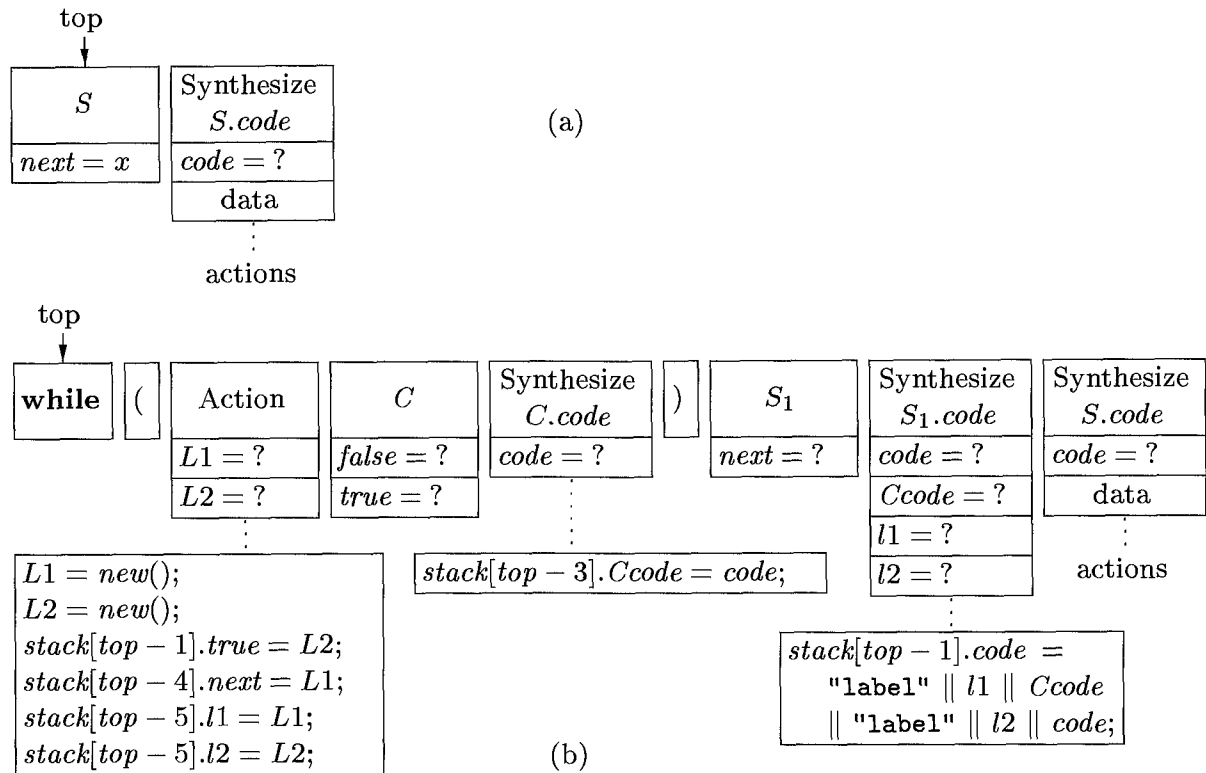 top
S
Synthesize
S.code
(a)
next = x
code = ?
data
actions
top
while
(
Action
C
Synthesize
C.code
)
S1
Synthesize
S1.code
Synthesize
S.code
L1 = ?
false = ?
code = ?
next = ?
code = ?
code = ?
L2 = ?
true = ?
Ccode = ?
data
l1 = ?
l2 = ?
actions
L1 = new();
L2 = new();
stack[top − 1].true = L2;
stack[top − 4].next = L1;
stack[top − 5].l1 = L1;
stack[top − 5].l2 = L2;
stack[top − 3].Ccode = code;
stack[top − 1].code =
"label" || l1 || Ccode
|| "label" || l2 || code;
(b)